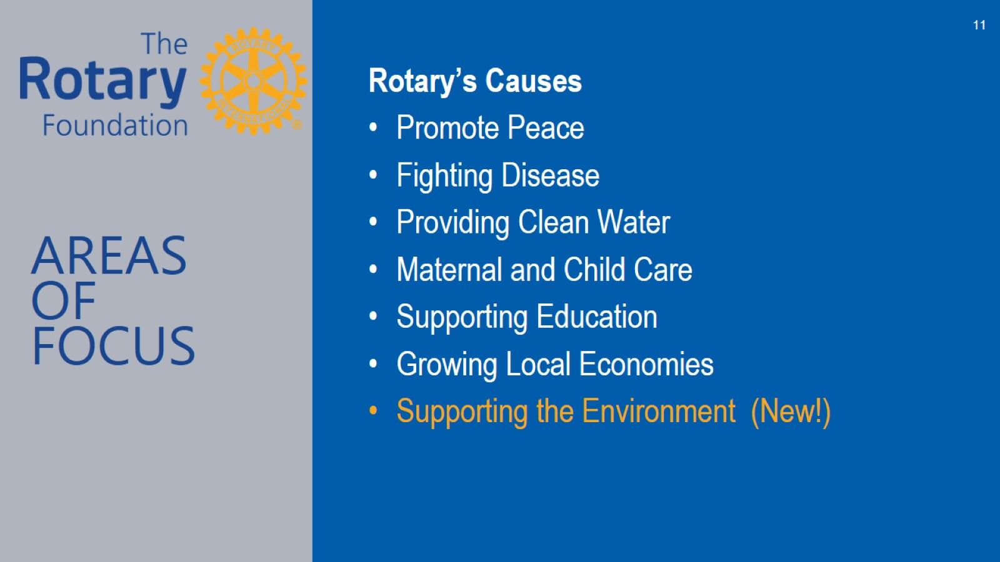 The
Rotary
Foundation
ROTARY
INTERNATIONAL
®
AREAS
OF
FOCUS
11
Rotary’s Causes
• Promote Peace
• Fighting Disease
• Providing Clean Water
• Maternal and Child Care
• Supporting Education
• Growing Local Economies
• Supporting the Environment  (New!)